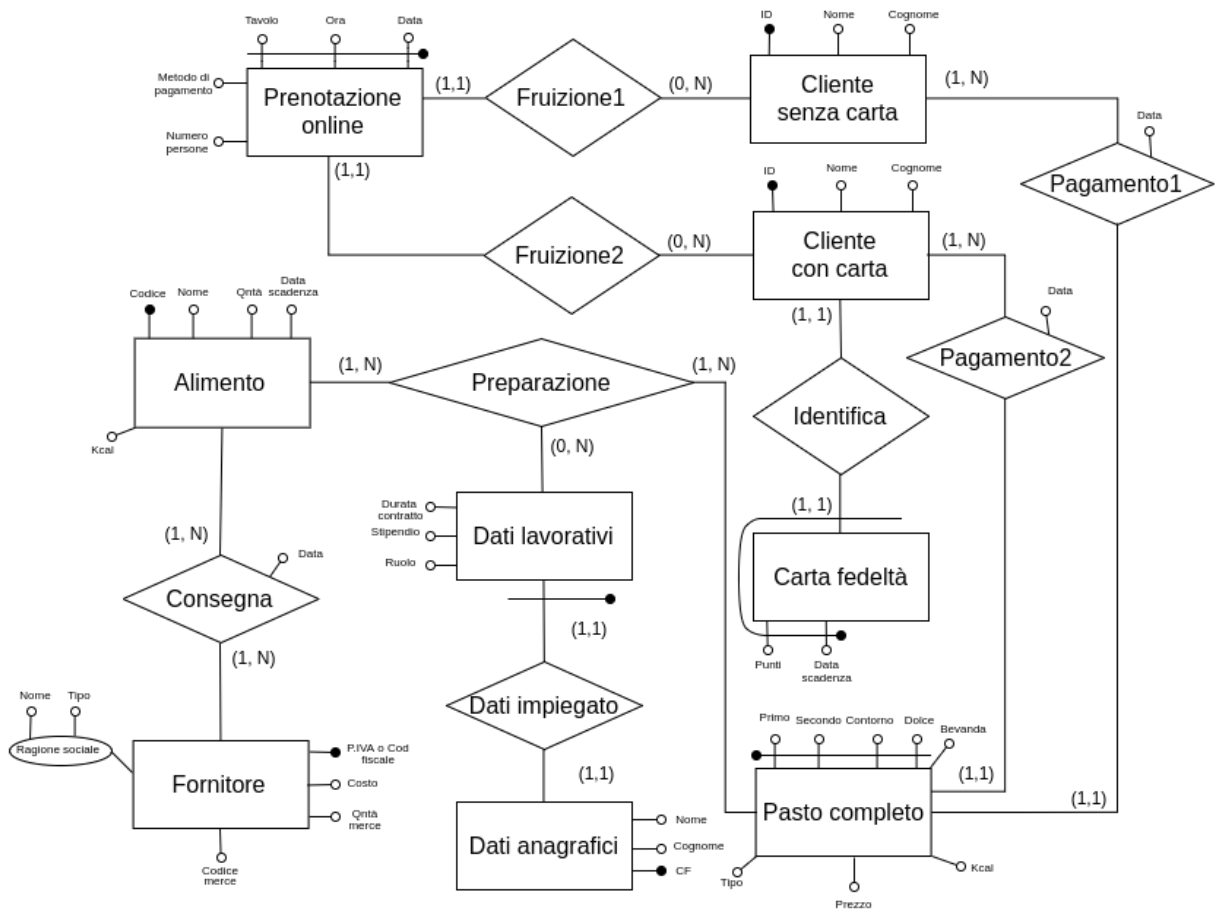 Tavolo
Ora
Data
ID
Nome
Cognome
Metodo di
pagamento
Numero
persone
Prenotazione
online
(1,1)
Fruizione1
(0, N)
Cliente
senza carta
(1, N)
Data
Pagamento1
(1,1)
ID
Nome
Cognome
Fruizione2
(0, N)
Cliente
con carta
(1, N)
Data
Pagamento2
Codice
Nome
Qntà
Data
scadenza
Alimento
Kcal
(1, N)
Preparazione
(1, N)
(0, N)
(1, 1)
Identifica
(1, 1)
Carta fedeltà
Punti
Data
scadenza
Durata
contratto
Stipendio
Ruolo
Dati lavorativi
(1,1)
Dati impiegato
(1,1)
Dati anagrafici
Nome
Cognome
CF
(1, N)
Data
Consegna
(1, N)
Nome
Tipo
Ragione sociale
Fornitore
P.IVA o Cod
fiscale
Costo
Qntà
merce
Codice
merce
Primo
Secondo
Contorno
Dolce
Bevanda
(1,1)
(1,1)
Pasto completo
Tipo
Prezzo
Kcal